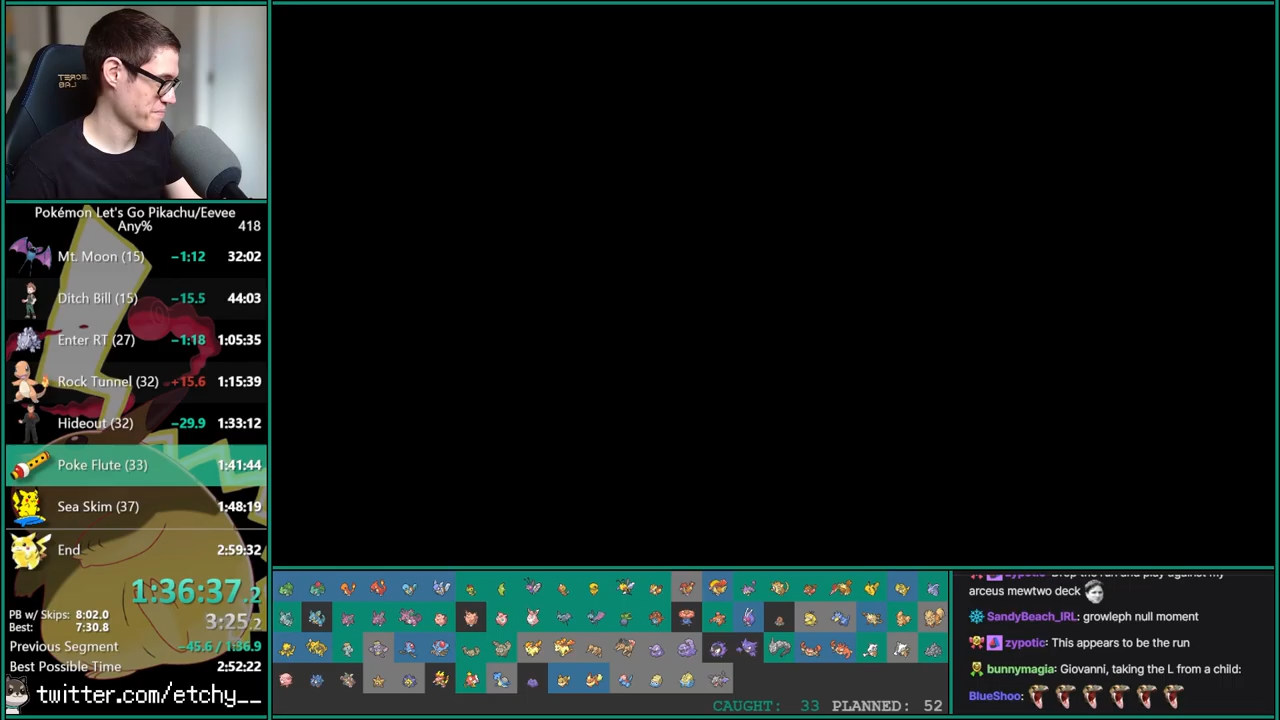 Pokémon Let's Go Pikachu/Eevee
Any% 418
Mt. Moon (15) −1:12 32:02
Ditch Bill (15) −15.5 44:03
Enter RT (27) −1:18 1:05:35
Rock Tunnel (32) +15.6 1:15:39
Hideout (32) −29.9 1:33:12
Poke Flute (33) 1:41:44
Sea Skim (37) 1:48:19
End 2:59:32
1:36:37.2
PB w/ Skips: 8:02.0
Best: 7:30.8
3:25.2
Previous Segment −45.6 / 1:36.9
Best Possible Time 2:52:22
twitter.com/etchy__
CAUGHT: 33 PLANNED: 52
arceus mewtwo deck
SandyBeach_IRL: growleph null moment
zypotic: This appears to be the run
bunnymagia: Giovanni, taking the L from a child:
BlueShoo: